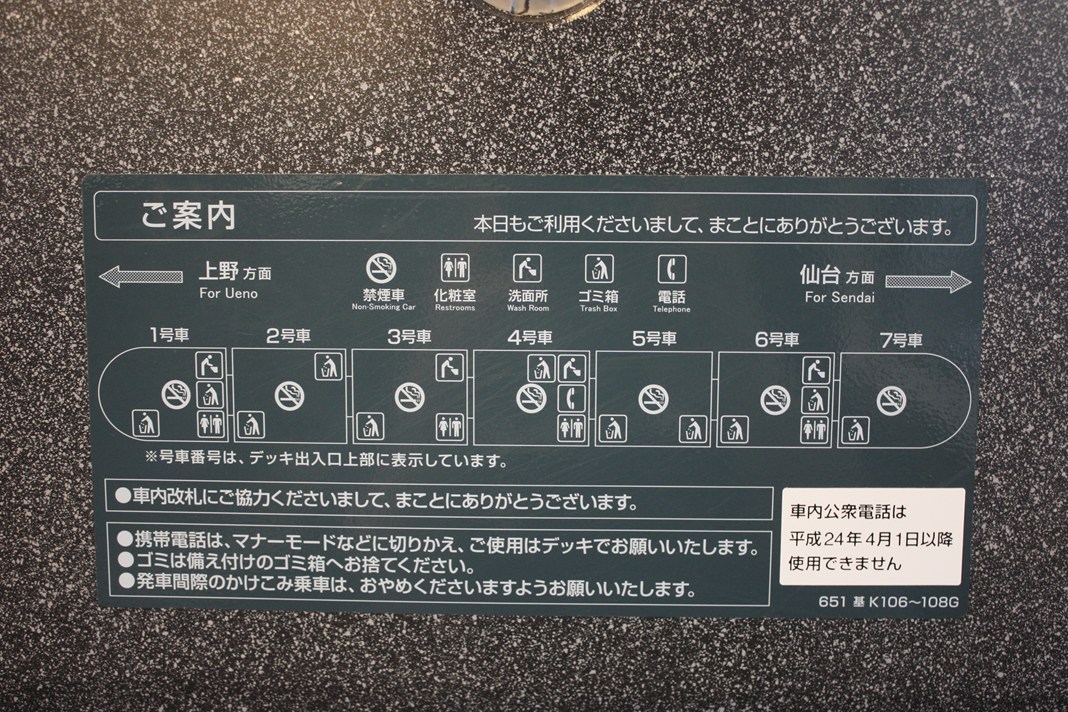 ご案内
本日もご利用くださいまして、まことにありがとうございます。
上野方面
For Ueno
禁煙車
Non-Smoking Car
化粧室
Restrooms
洗面所
Wash Room
ゴミ箱
Trash Box
電話
Telephone
仙台方面
For Sendai
1号車 2号車 3号車 4号車 5号車 6号車 7号車
※号車番号は、デッキ出入口上部に表示しています。
●車内改札にご協力くださいまして、まことにありがとうございます。
●携帯電話は、マナーモードなどに切りかえ、ご使用はデッキでお願いいたします。
●ゴミは備え付けのゴミ箱へお捨てください。
●発車間際のかけこみ乗車は、おやめくださいますようお願いいたします。
車内公衆電話は
平成24年4月1日以降
使用できません
651 基 K106〜108G